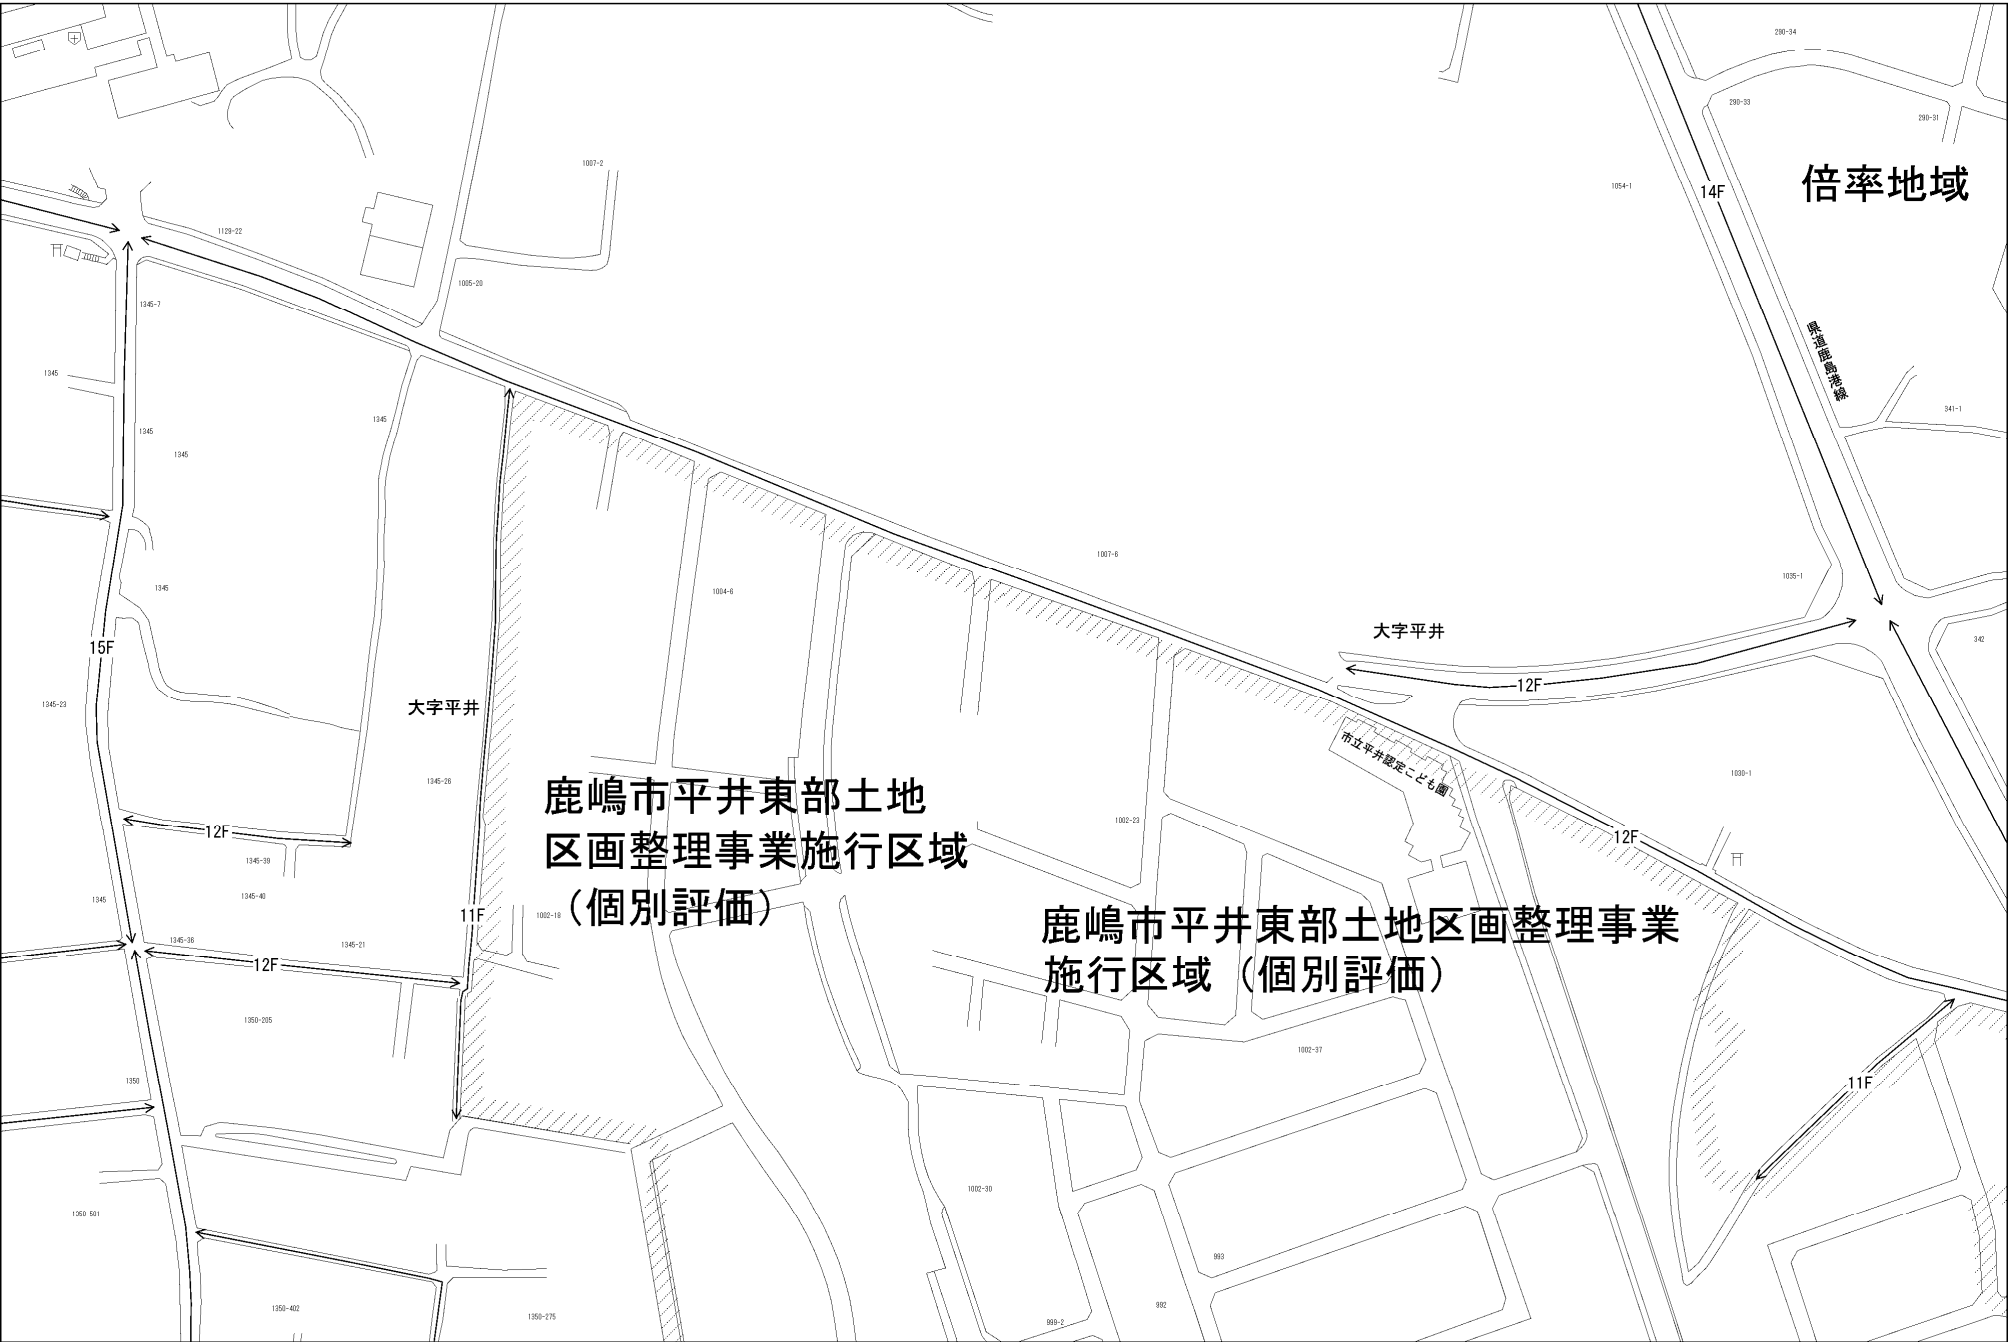 290-34
290-33
290-31
1007-2
1054-1
14F
倍率地域
1129-22
1005-20
1345-7
県道鹿島港線
1345
341-1
1345
1345
1345
1007-6
1035-1
1345
1004-6
大字平井
342
15F
12F
1345-23
大字平井
市立平井認定こども園
1030-1
1345-26
鹿嶋市平井東部土地
区画整理事業施行区域
(個別評価)
1002-23
12F
12F
1345-39
1345-40
1345
11F
1002-18
鹿嶋市平井東部土地区画整理事業
施行区域(個別評価)
1345-36
1345-21
12F
1350-205
1002-37
1350
11F
1002-30
1350-501
993
1350-402
1350-275
992
999-2